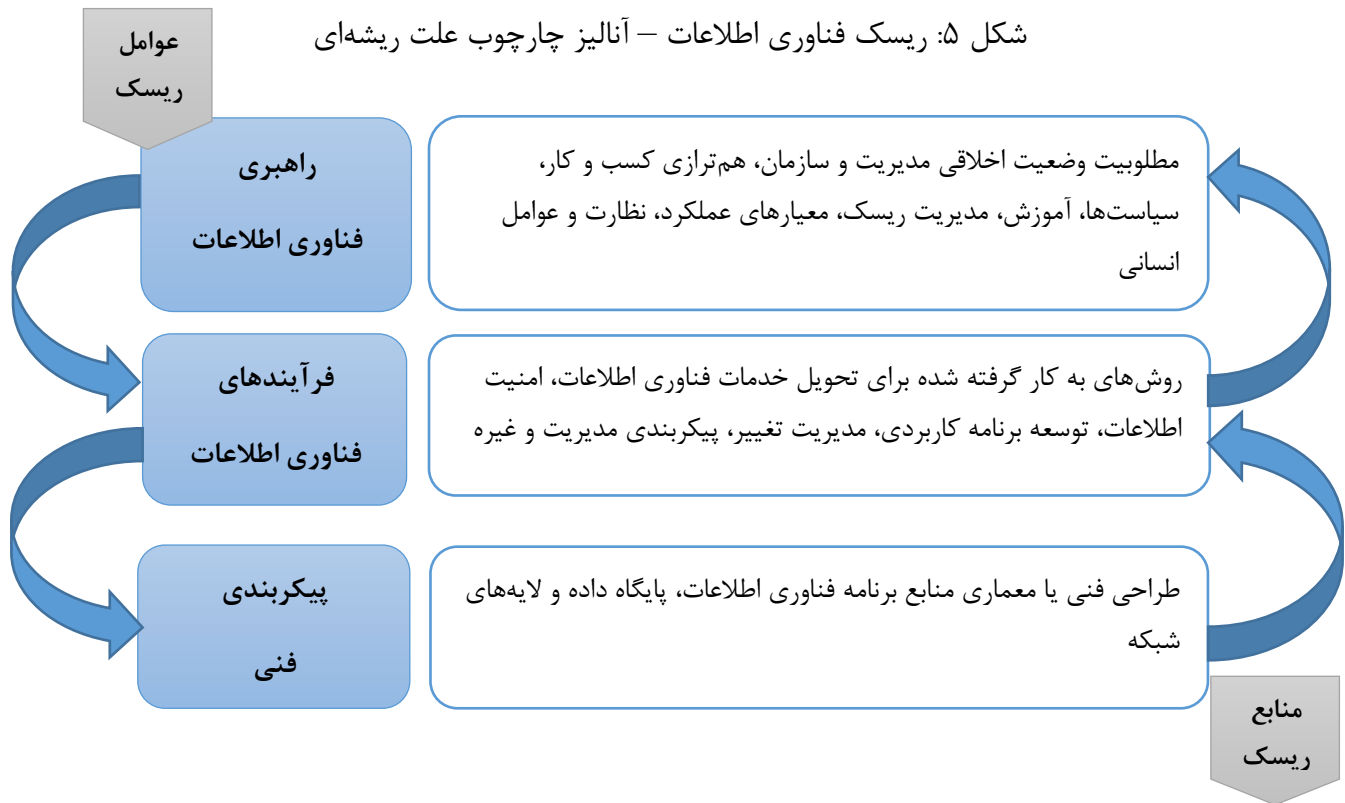 شکل ۵: ریسک فناوری اطلاعات – آنالیز چارچوب علت ریشه‌ای
عوامل
ریسک
راهبری
فناوری اطلاعات
مطلوبیت وضعیت اخلاقی مدیریت و سازمان، هم‌ترازی کسب و کار،
سیاست‌ها، آموزش، مدیریت ریسک، معیارهای عملکرد، نظارت و عوامل
انسانی
فرآیندهای
فناوری اطلاعات
روش‌های به کار گرفته شده برای تحویل خدمات فناوری اطلاعات، امنیت
اطلاعات، توسعه برنامه کاربردی، مدیریت تغییر، پیکربندی مدیریت و غیره
پیکربندی
فنی
طراحی فنی یا معماری منابع برنامه فناوری اطلاعات، پایگاه داده و لایه‌های
شبکه
منابع
ریسک